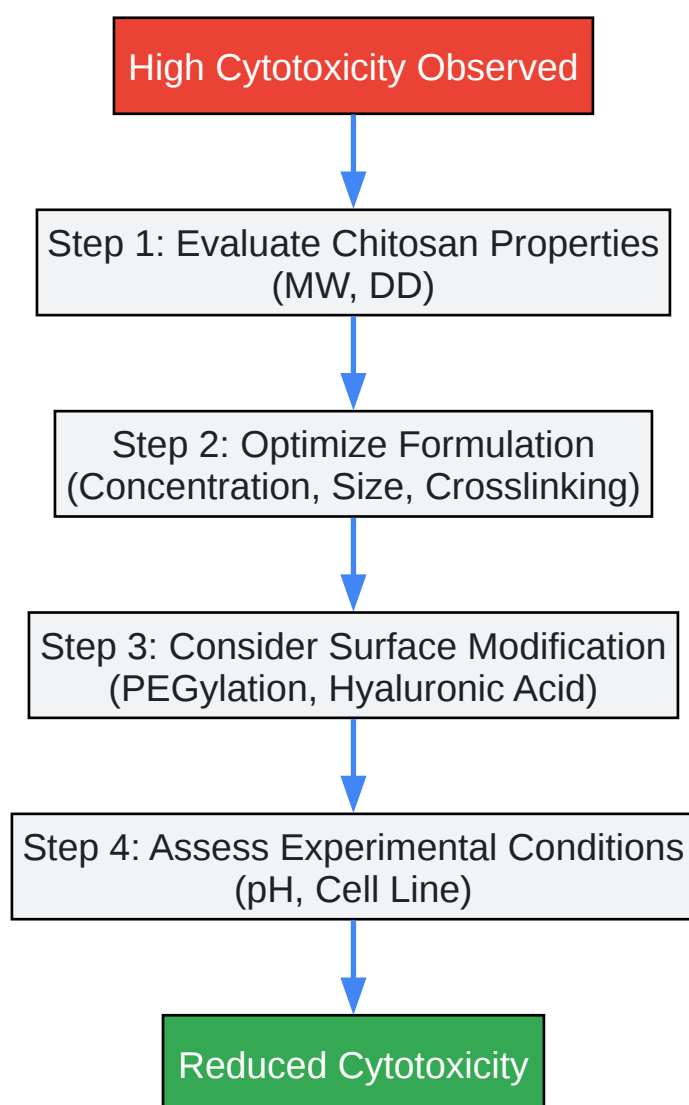 High Cytotoxicity Observed
Step 1: Evaluate Chitosan Properties
(MW, DD)
Step 2: Optimize Formulation
(Concentration, Size, Crosslinking)
Step 3: Consider Surface Modification
(PEGylation, Hyaluronic Acid)
Step 4: Assess Experimental Conditions
(pH, Cell Line)
Reduced Cytotoxicity